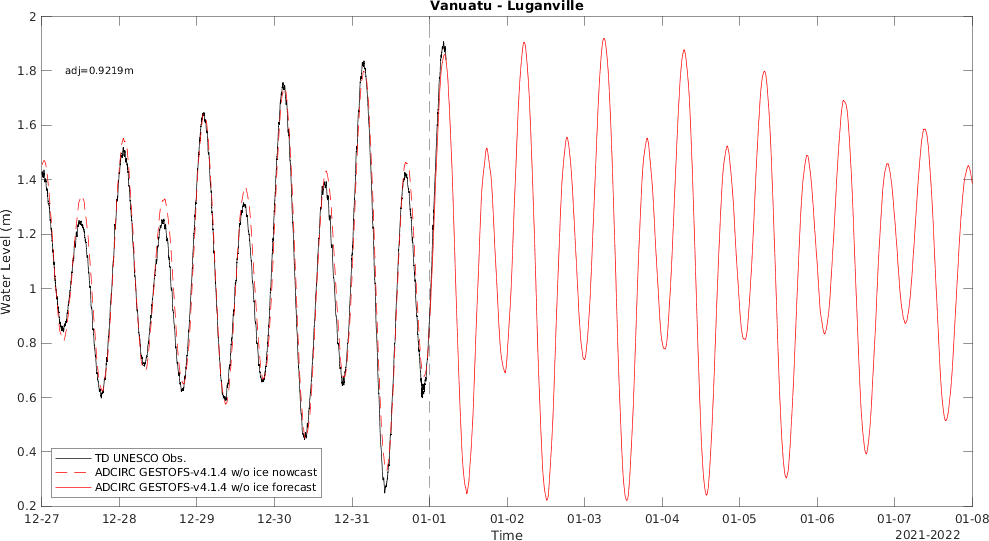 Vanuatu - Luganville
2
1.8
1.6
1.4
1.2
1
0.8
0.6
0.4
0.2
Water Level (m)
adj=0.9219m
TD UNESCO Obs.
ADCIRC GESTOFS-v4.1.4 w/o ice nowcast
ADCIRC GESTOFS-v4.1.4 w/o ice forecast
12-27 12-28 12-29 12-30 12-31 01-01 01-02 01-03 01-04 01-05 01-06 01-07 01-08
Time
2021-2022